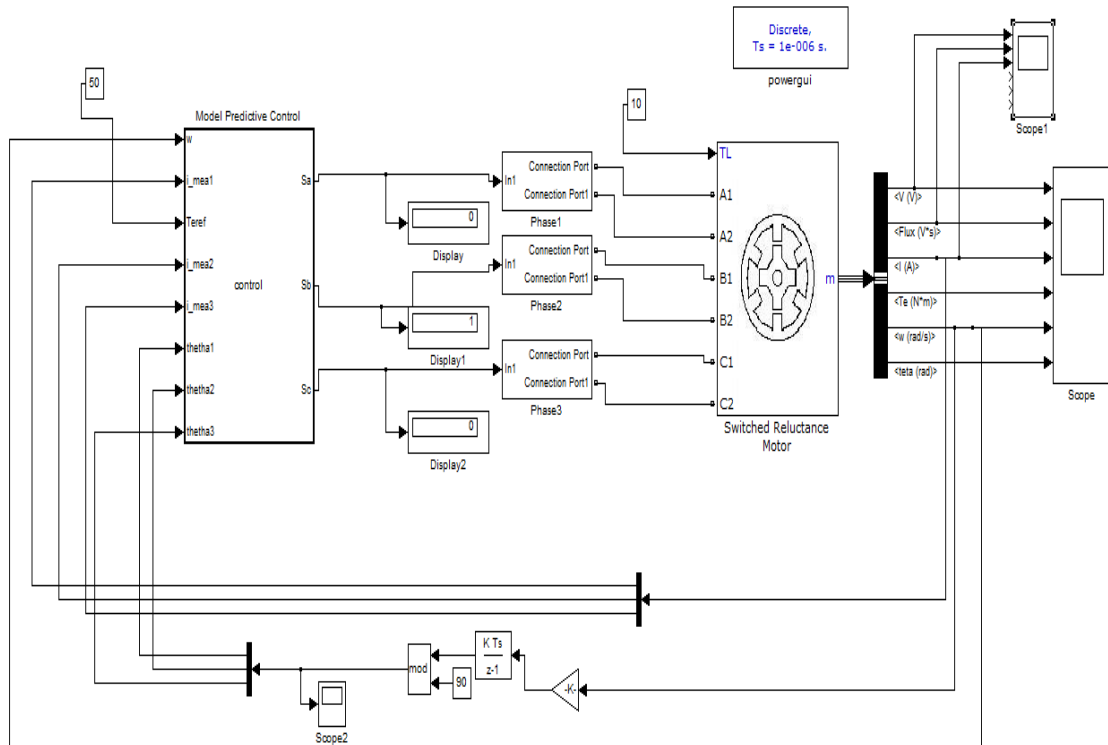 Discrete,
Ts = 1e-006 s.
powergui
Scope1
50
Model Predictive Control
w
i_mea1
Teref
i_mea2
i_mea3
thetha1
thetha2
thetha3
control
Sa
Sb
Sc
0
Display
1
Display1
0
Display2
In1
Connection Port
Connection Port1
Phase1
In1
Connection Port
Connection Port1
Phase2
In1
Connection Port
Connection Port1
Phase3
10
TL
A1
A2
B1
B2
C1
C2
m
Switched Reluctance
Motor
<V (V)>
<Flux (V*s)>
<I (A)>
<Te (N*m)>
<w (rad/s)>
<teta (rad)>
Scope
K Ts
z-1
mod
90
-K-
Scope2